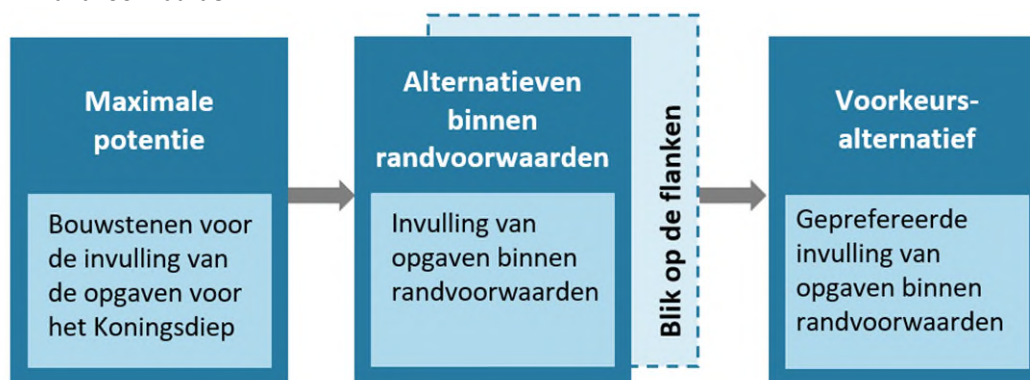 Maximale
potentie
Bouwstenen voor
de invulling van
de opgaven voor
het Koningsdiep
Alternatieven
binnen
randvoorwaarden
Invulling van
opgaven binnen
randvoorwaarden
Blik op de flanken
Voorkeurs-
alternatief
Geprefereerde
invulling van
opgaven binnen
randvoorwaarden